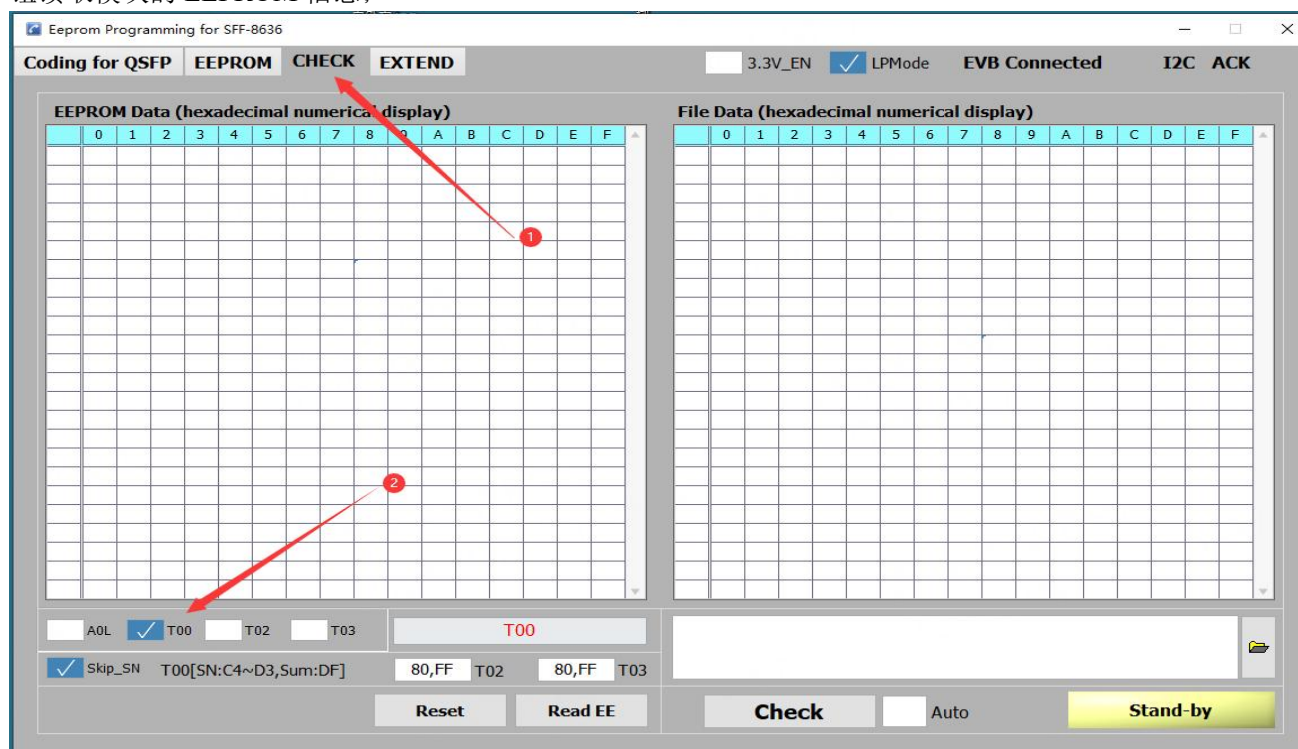 Eeprom Programming for SFF-8636
Coding for QSFP EEPROM CHECK EXTEND 3.3V_EN LPMode EVB Connected I2C ACK
EEPROM Data (hexadecimal numerical display) File Data (hexadecimal numerical display)
0 1 2 3 4 5 6 7 8 9 A B C D E F 0 1 2 3 4 5 6 7 8 9 A B C D E F
1
2
A0L T00 T02 T03 T00
Skip_SN T00[SN:C4~D3,Sum:DF] 80,FF T02 80,FF T03
Reset Read EE Check Auto Stand-by